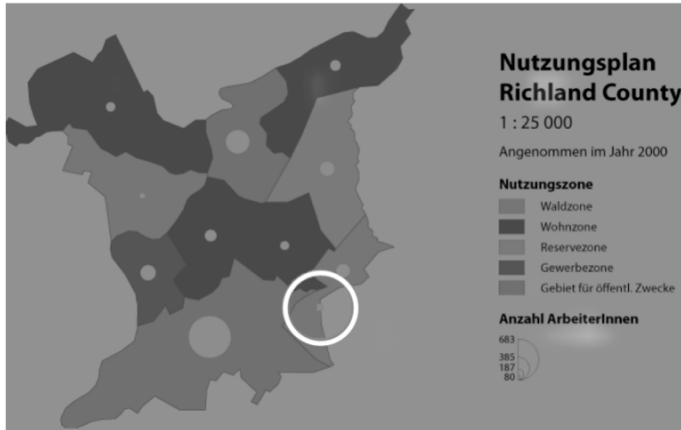 Nutzungsplan
Richland County
1 : 25 000
Angenommen im Jahr 2000
Nutzungszone
Waldzone
Wohnzone
Reservezone
Gewerbezone
Gebiet für öffentl. Zwecke
Anzahl ArbeiterInnen
683
385
187
80